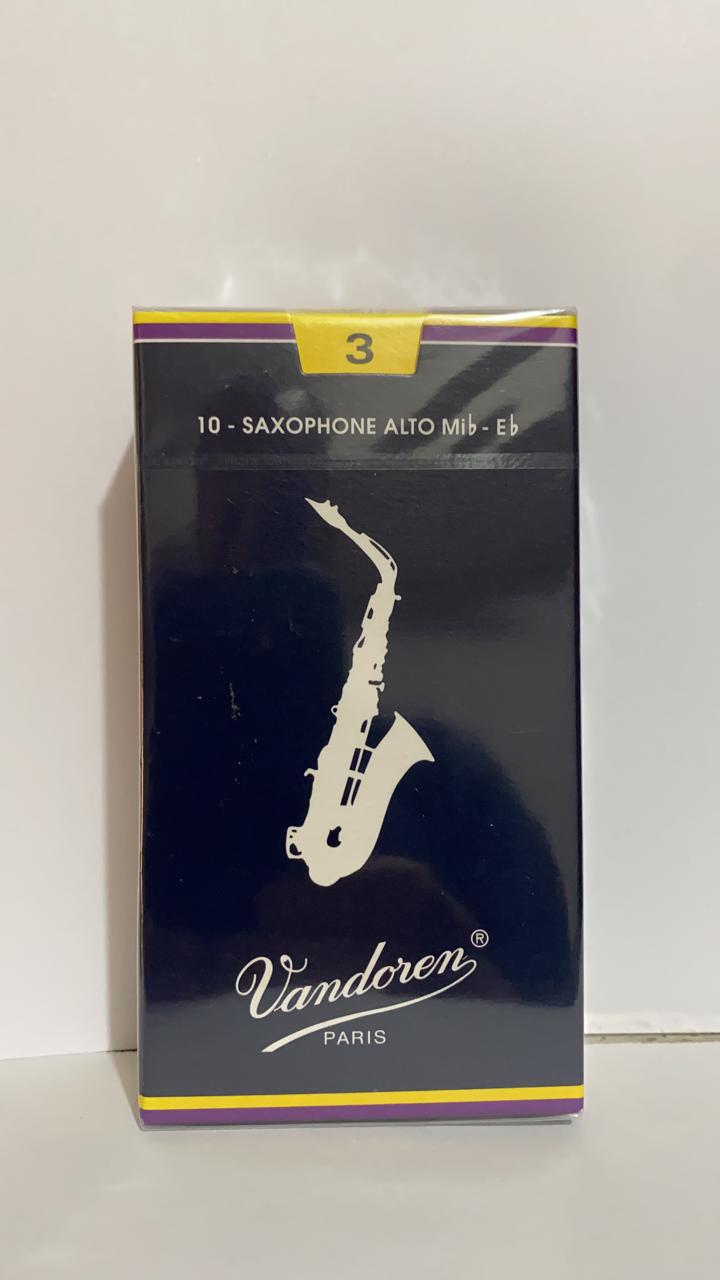 3
10 - SAXOPHONE ALTO Mi♭ - E♭
Vandoren®
PARIS